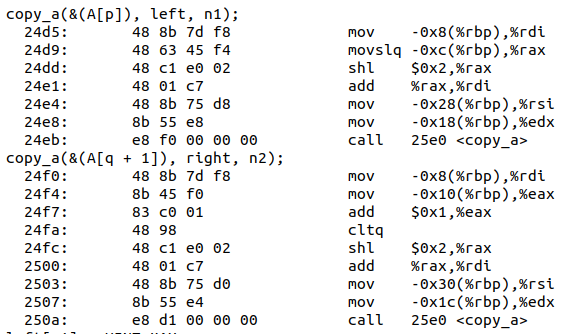 copy_a(&(A[p]), left, n1);
24d5: 48 8b 7d f8 mov -0x8(%rbp),%rdi
24d9: 48 63 45 f4 movslq -0xc(%rbp),%rax
24dd: 48 c1 e0 02 shl $0x2,%rax
24e1: 48 01 c7 add %rax,%rdi
24e4: 48 8b 75 d8 mov -0x28(%rbp),%rsi
24e8: 8b 55 e8 mov -0x18(%rbp),%edx
24eb: e8 f0 00 00 00 call 25e0 <copy_a>
copy_a(&(A[q + 1]), right, n2);
24f0: 48 8b 7d f8 mov -0x8(%rbp),%rdi
24f4: 8b 45 f0 mov -0x10(%rbp),%eax
24f7: 83 c0 01 add $0x1,%eax
24fa: 48 98 cltq
24fc: 48 c1 e0 02 shl $0x2,%rax
2500: 48 01 c7 add %rax,%rdi
2503: 48 8b 75 d0 mov -0x30(%rbp),%rsi
2507: 8b 55 e4 mov -0x1c(%rbp),%edx
250a: e8 d1 00 00 00 call 25e0 <copy_a>